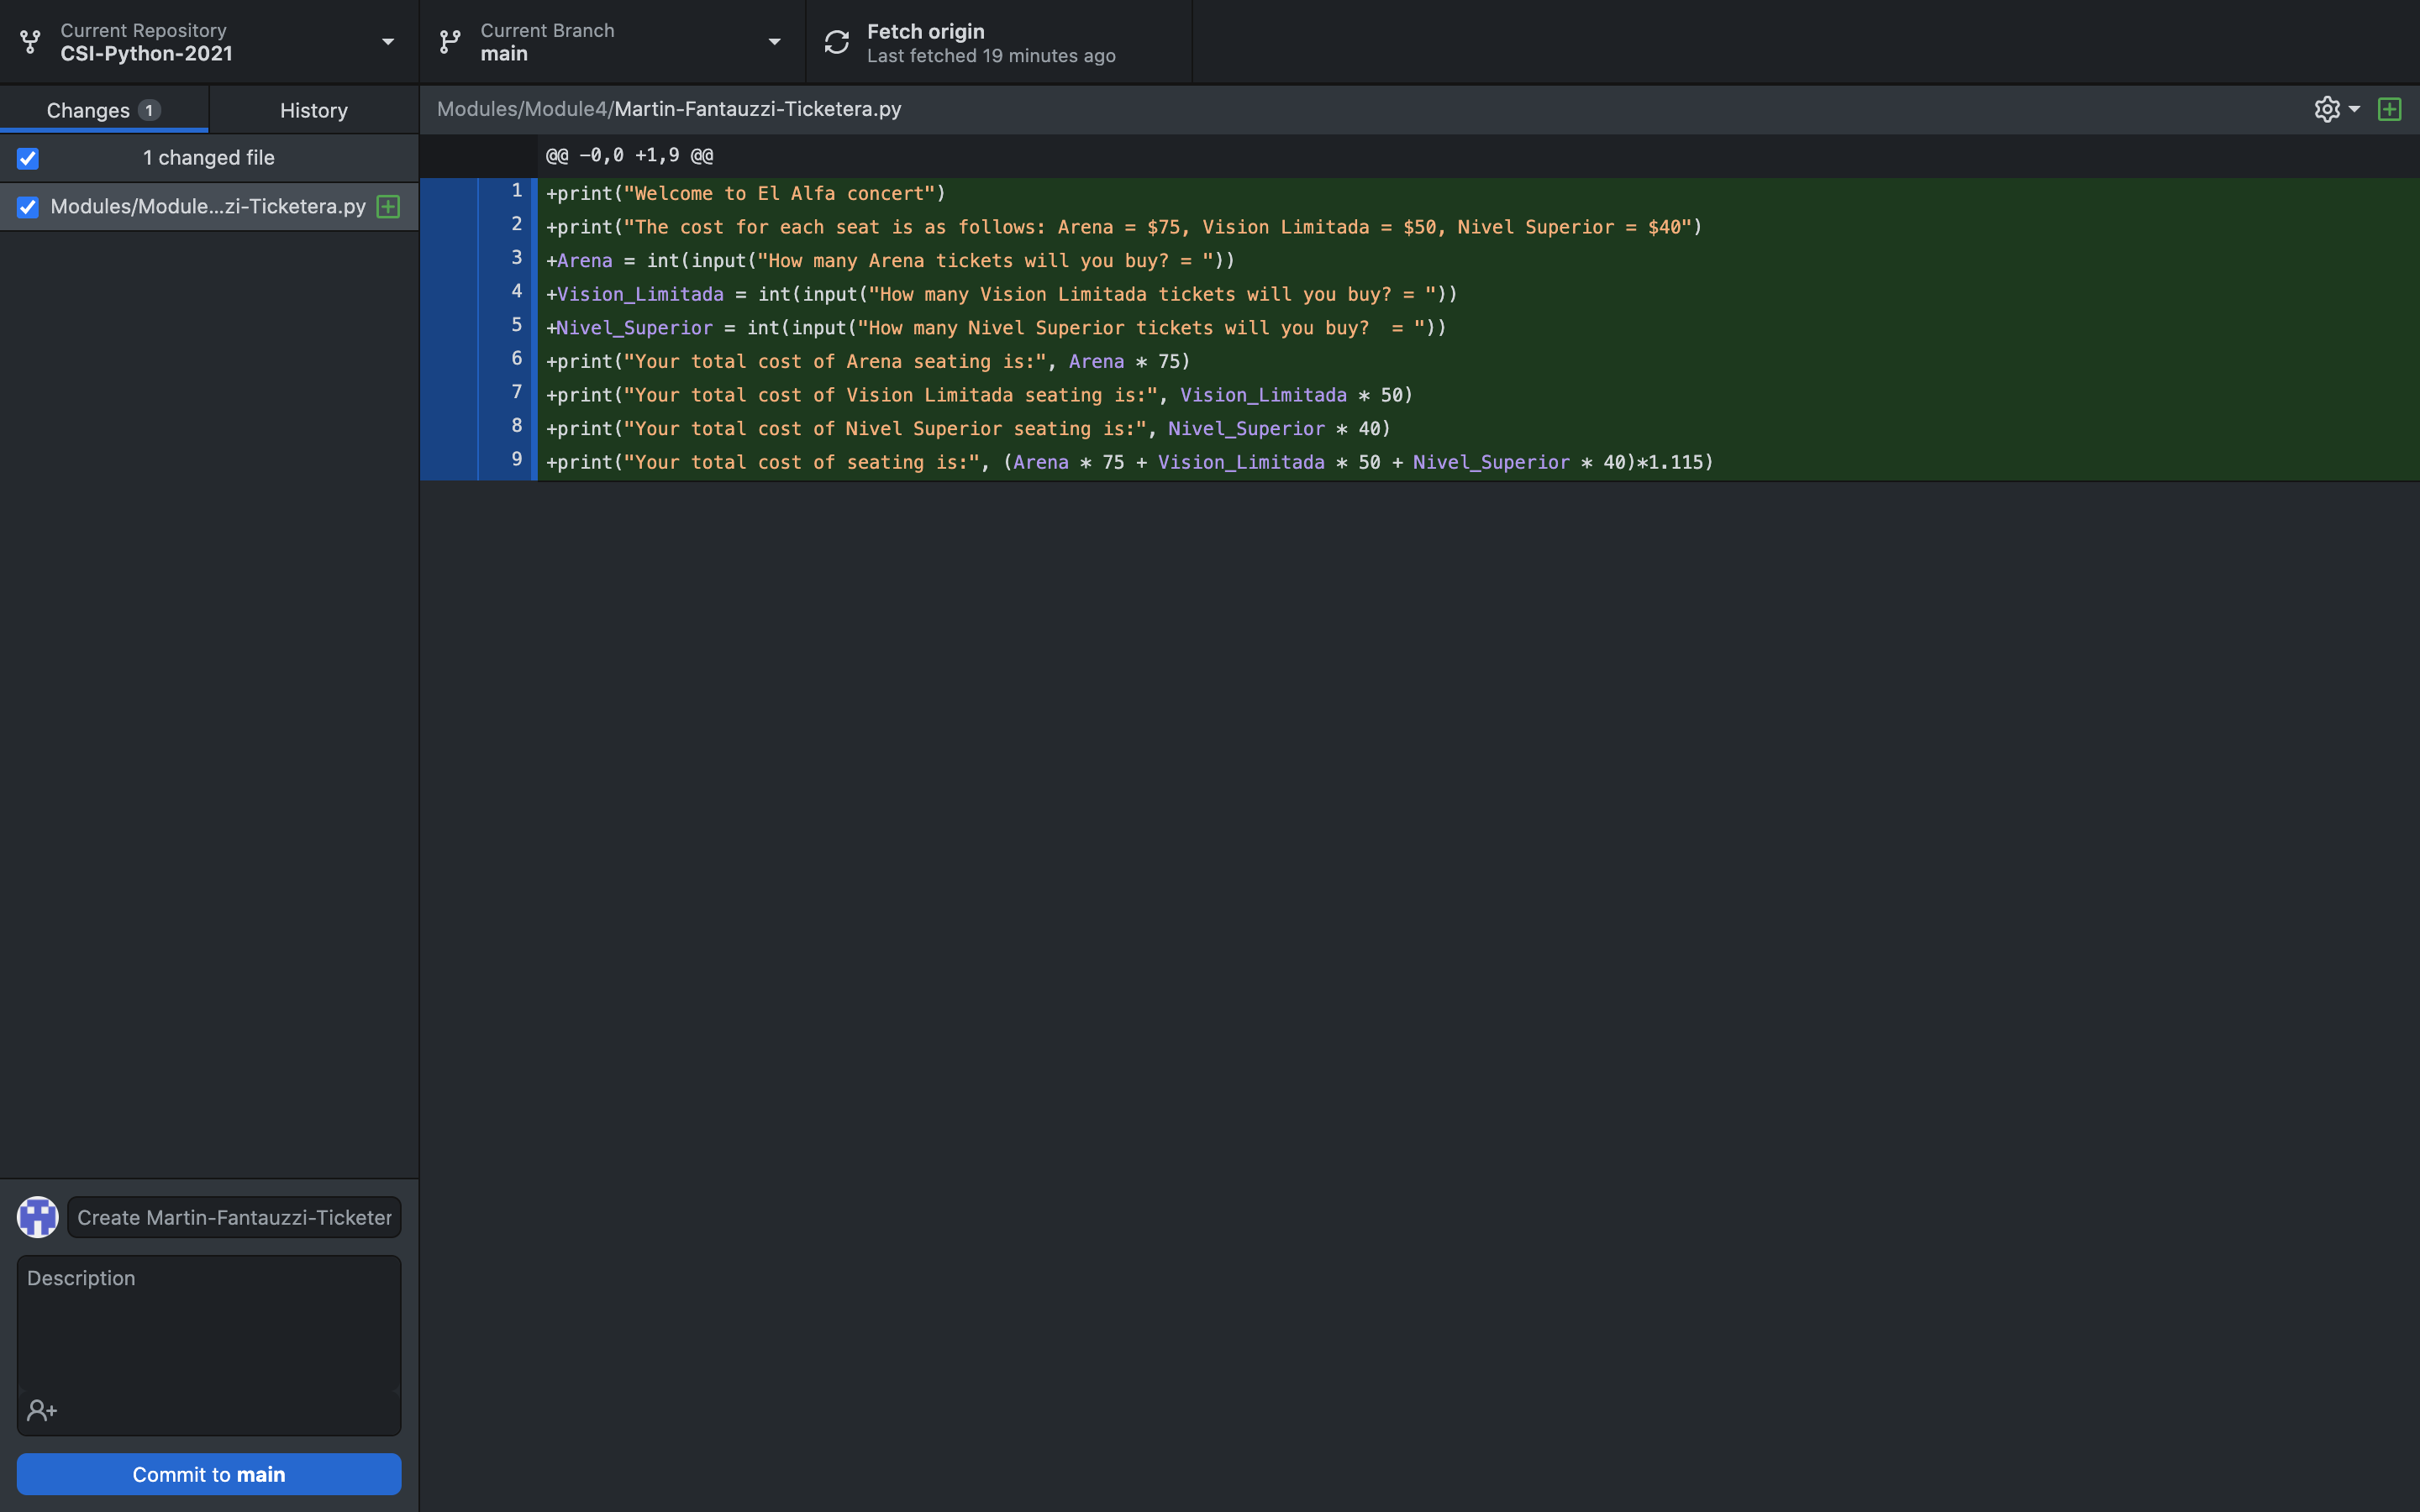 Current Repository
CSI-Python-2021
Current Branch
main
Fetch origin
Last fetched 19 minutes ago
Changes 1
History
Modules/Module4/Martin-Fantauzzi-Ticketera.py
1 changed file
Modules/Module...zi-Ticketera.py
@@ -0,0 +1,9 @@
1 +print("Welcome to El Alfa concert")
2 +print("The cost for each seat is as follows: Arena = $75, Vision Limitada = $50, Nivel Superior = $40")
3 +Arena = int(input("How many Arena tickets will you buy? = "))
4 +Vision_Limitada = int(input("How many Vision Limitada tickets will you buy? = "))
5 +Nivel_Superior = int(input("How many Nivel Superior tickets will you buy?  = "))
6 +print("Your total cost of Arena seating is:", Arena * 75)
7 +print("Your total cost of Vision Limitada seating is:", Vision_Limitada * 50)
8 +print("Your total cost of Nivel Superior seating is:", Nivel_Superior * 40)
9 +print("Your total cost of seating is:", (Arena * 75 + Vision_Limitada * 50 + Nivel_Superior * 40)*1.115)
Create Martin-Fantauzzi-Ticketer
Description
Commit to main